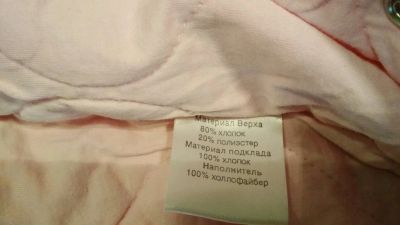 Материал Верха
80% хлопок
20% полиэстер
Материал подклада
100% хлопок
Наполнитель
100% холлофайбер